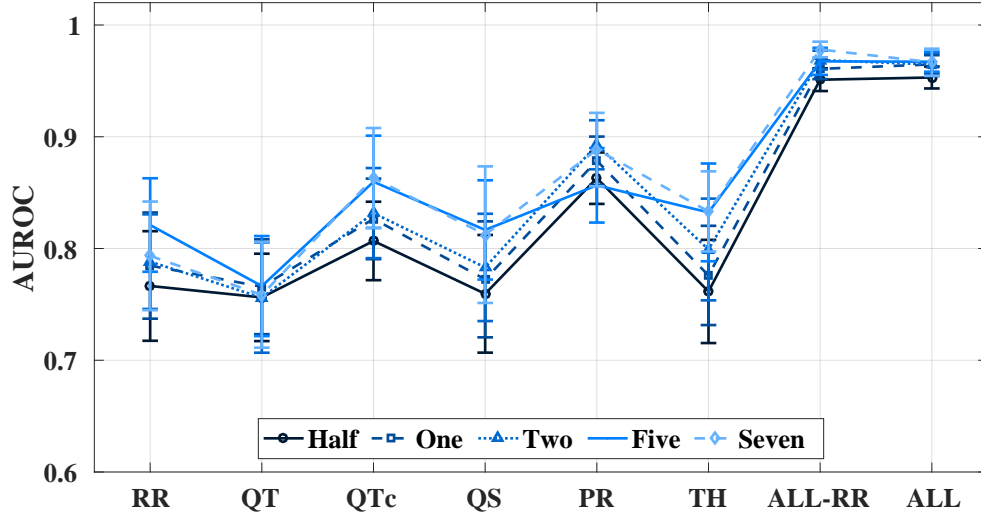 1
0.9
0.8
0.7
0.6
AUROC
Half One Two Five Seven
RR QT QTc QS PR TH ALL-RR ALL